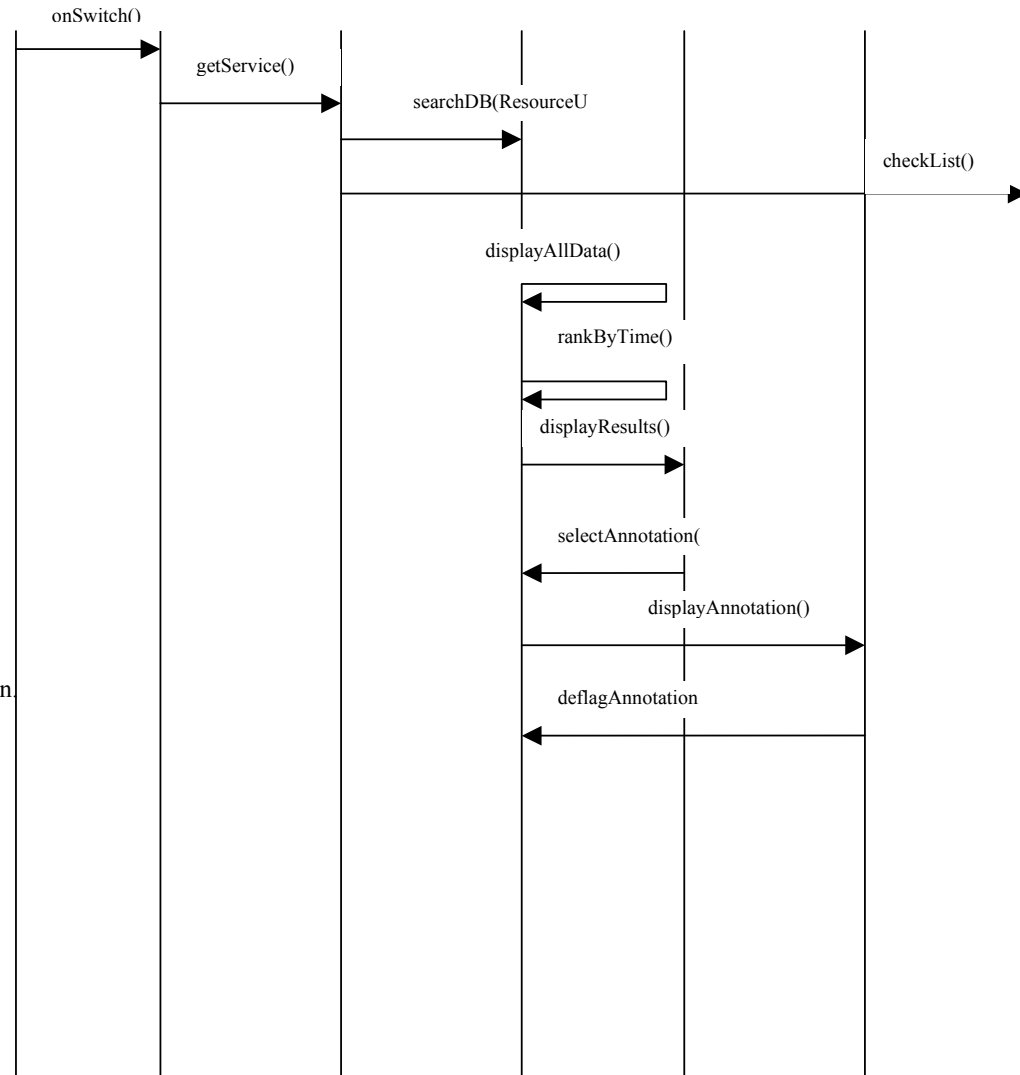 onSwitch()
getService()
searchDB(ResourceU
checkList()
displayAllData()
rankByTime()
displayResults()
selectAnnotation(
displayAnnotation()
n.
deflagAnnotation